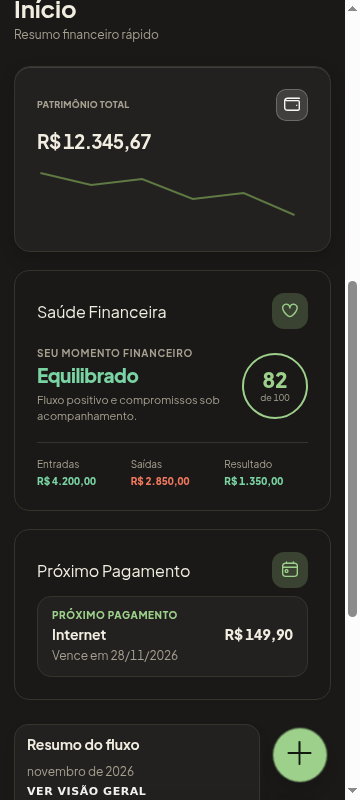 Início
Resumo financeiro rápido
PATRIMÔNIO TOTAL
R$ 12.345,67
Saúde Financeira
SEU MOMENTO FINANCEIRO
Equilibrado
Fluxo positivo e compromissos sob
acompanhamento.
82
de 100
Entradas Saídas Resultado
R$ 4.200,00 R$ 2.850,00 R$ 1.350,00
Próximo Pagamento
PRÓXIMO PAGAMENTO
Internet R$ 149,90
Vence em 28/11/2026
Resumo do fluxo
novembro de 2026
VER VISÃO GERAL